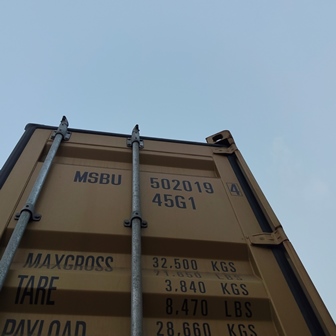 MSBU 502019 4
45G1
MAXGROSS 32.500 KGS
TARE 3.840 KGS
8.470 LBS
PAYLOAD 28.660 KGS